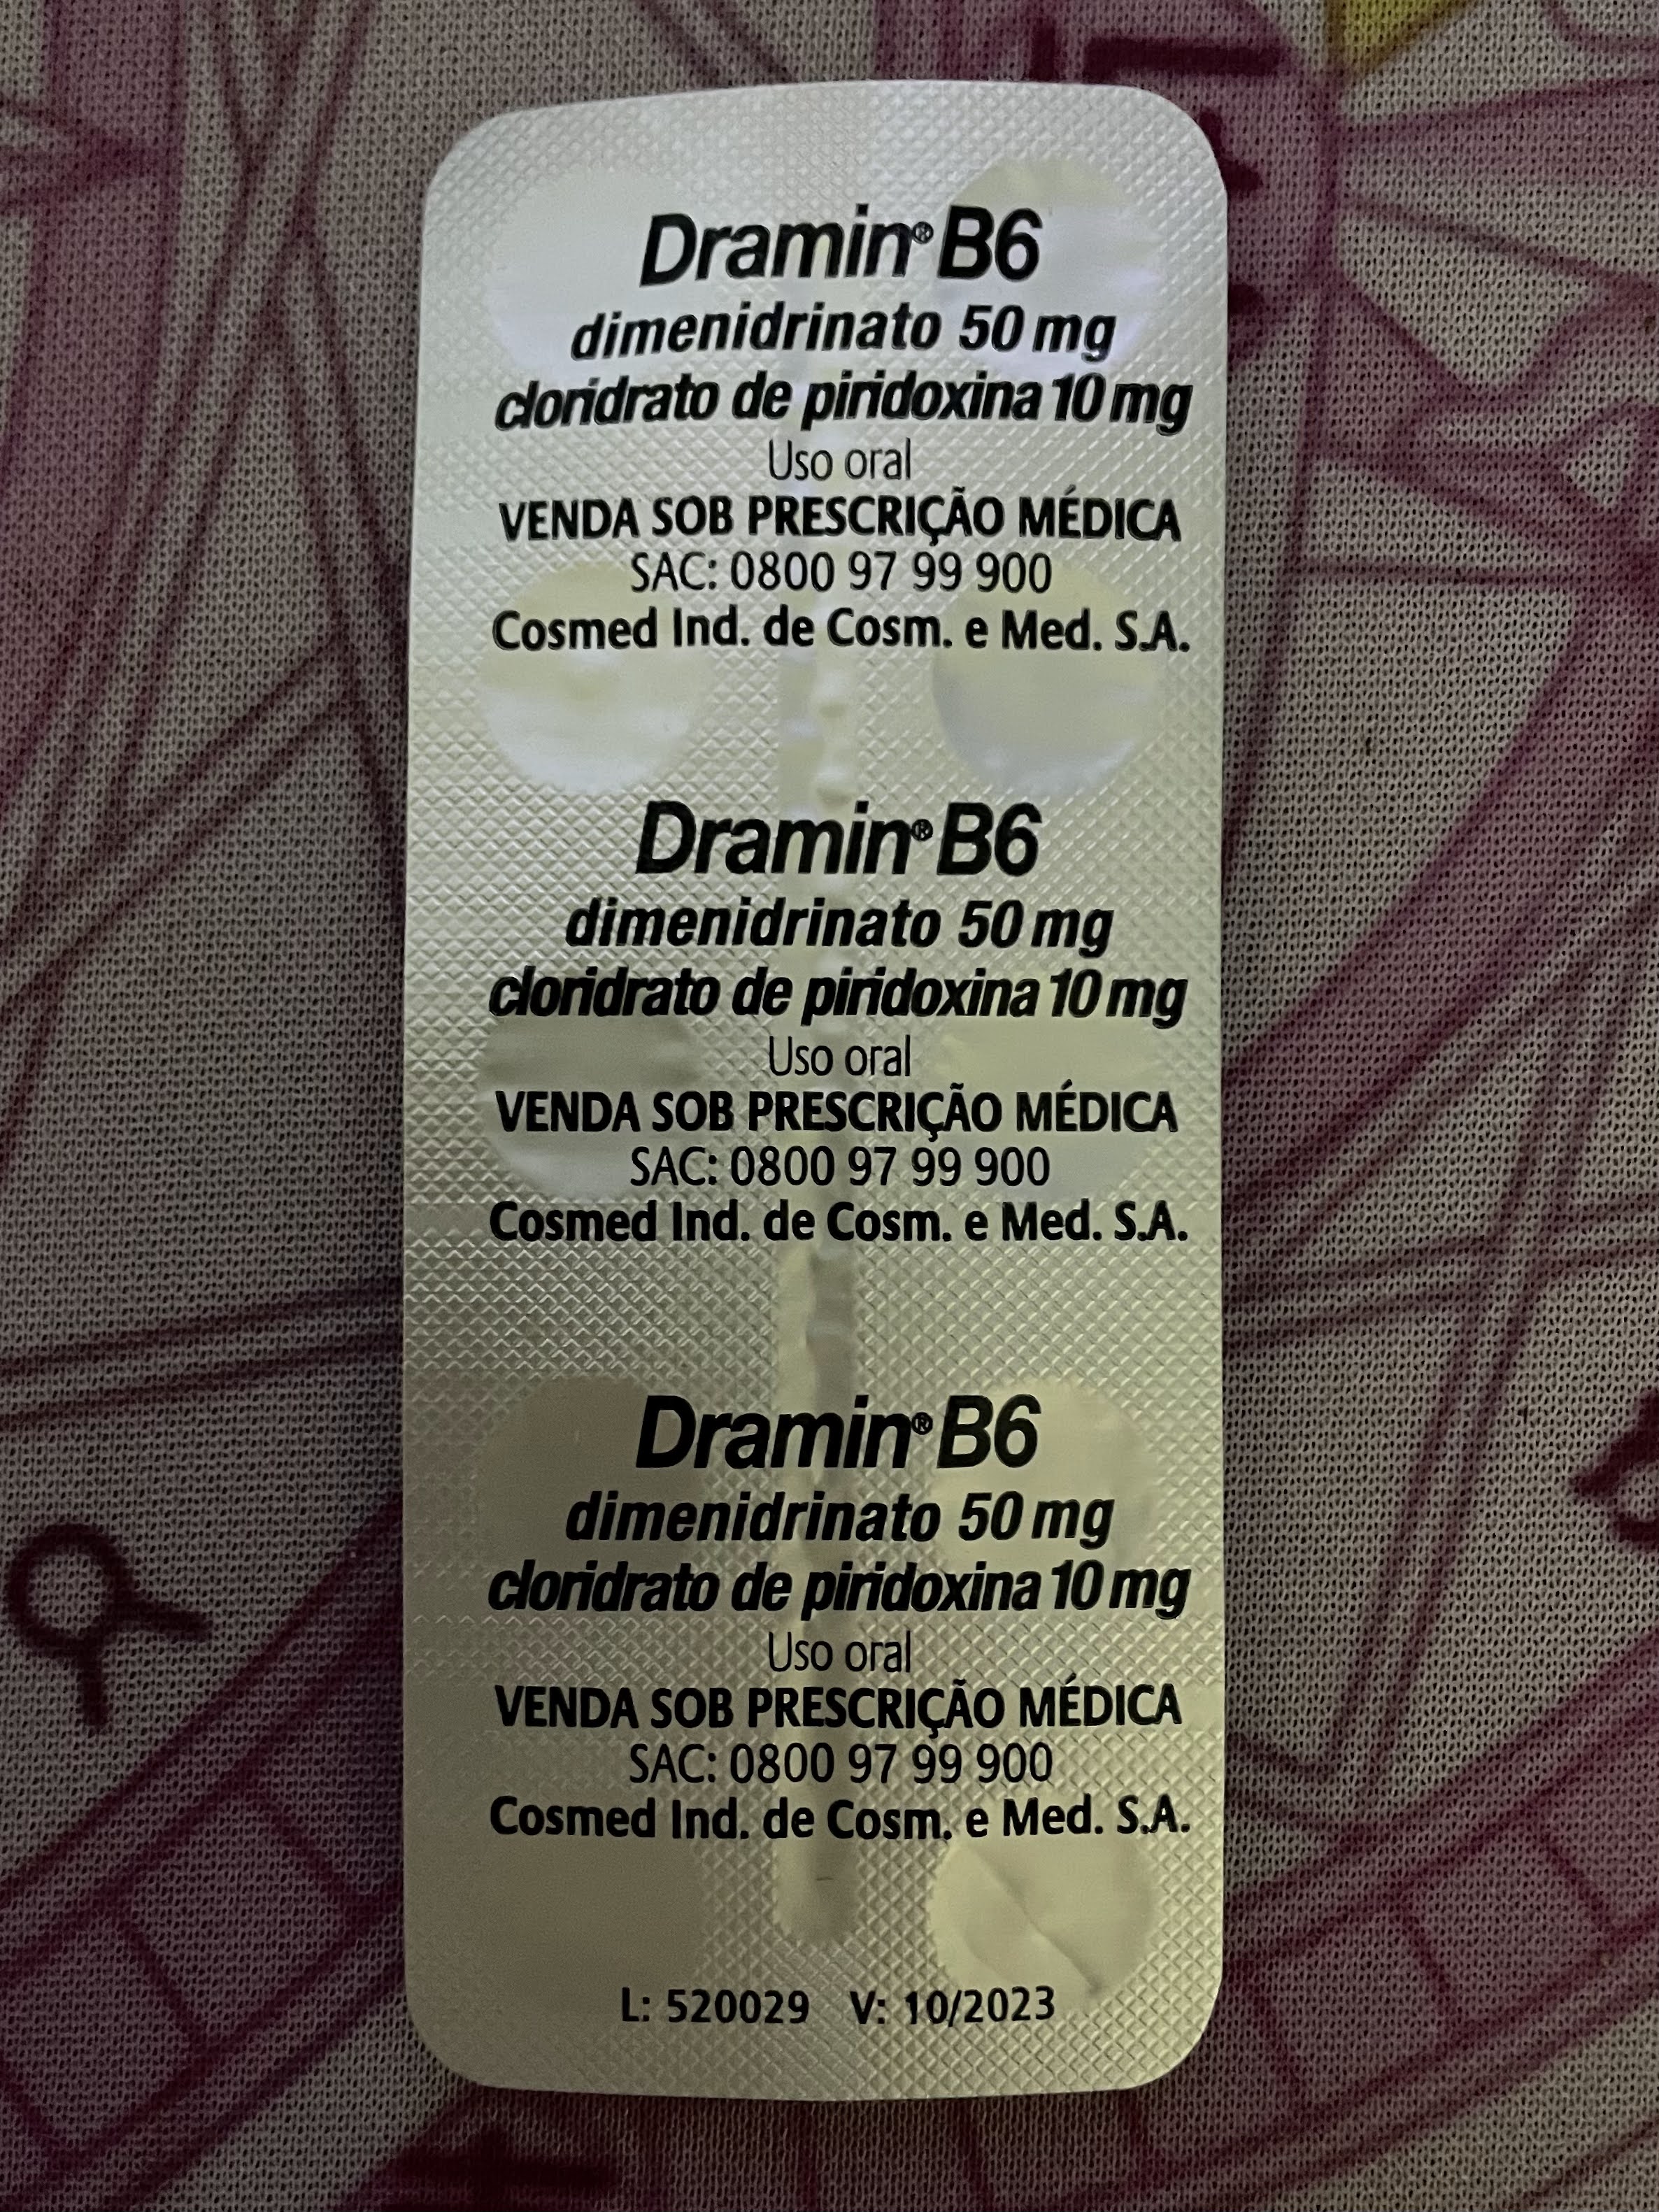 Dramin® B6
dimenidrinato 50 mg
cloridrato de piridoxina 10 mg
Uso oral
VENDA SOB PRESCRIÇÃO MÉDICA
SAC: 0800 97 99 900
Cosmed Ind. de Cosm. e Med. S.A.
Dramin® B6
dimenidrinato 50 mg
cloridrato de piridoxina 10 mg
Uso oral
VENDA SOB PRESCRIÇÃO MÉDICA
SAC: 0800 97 99 900
Cosmed Ind. de Cosm. e Med. S.A.
Dramin® B6
dimenidrinato 50 mg
cloridrato de piridoxina 10 mg
Uso oral
VENDA SOB PRESCRIÇÃO MÉDICA
SAC: 0800 97 99 900
Cosmed Ind. de Cosm. e Med. S.A.
L: 520029 V: 10/2023